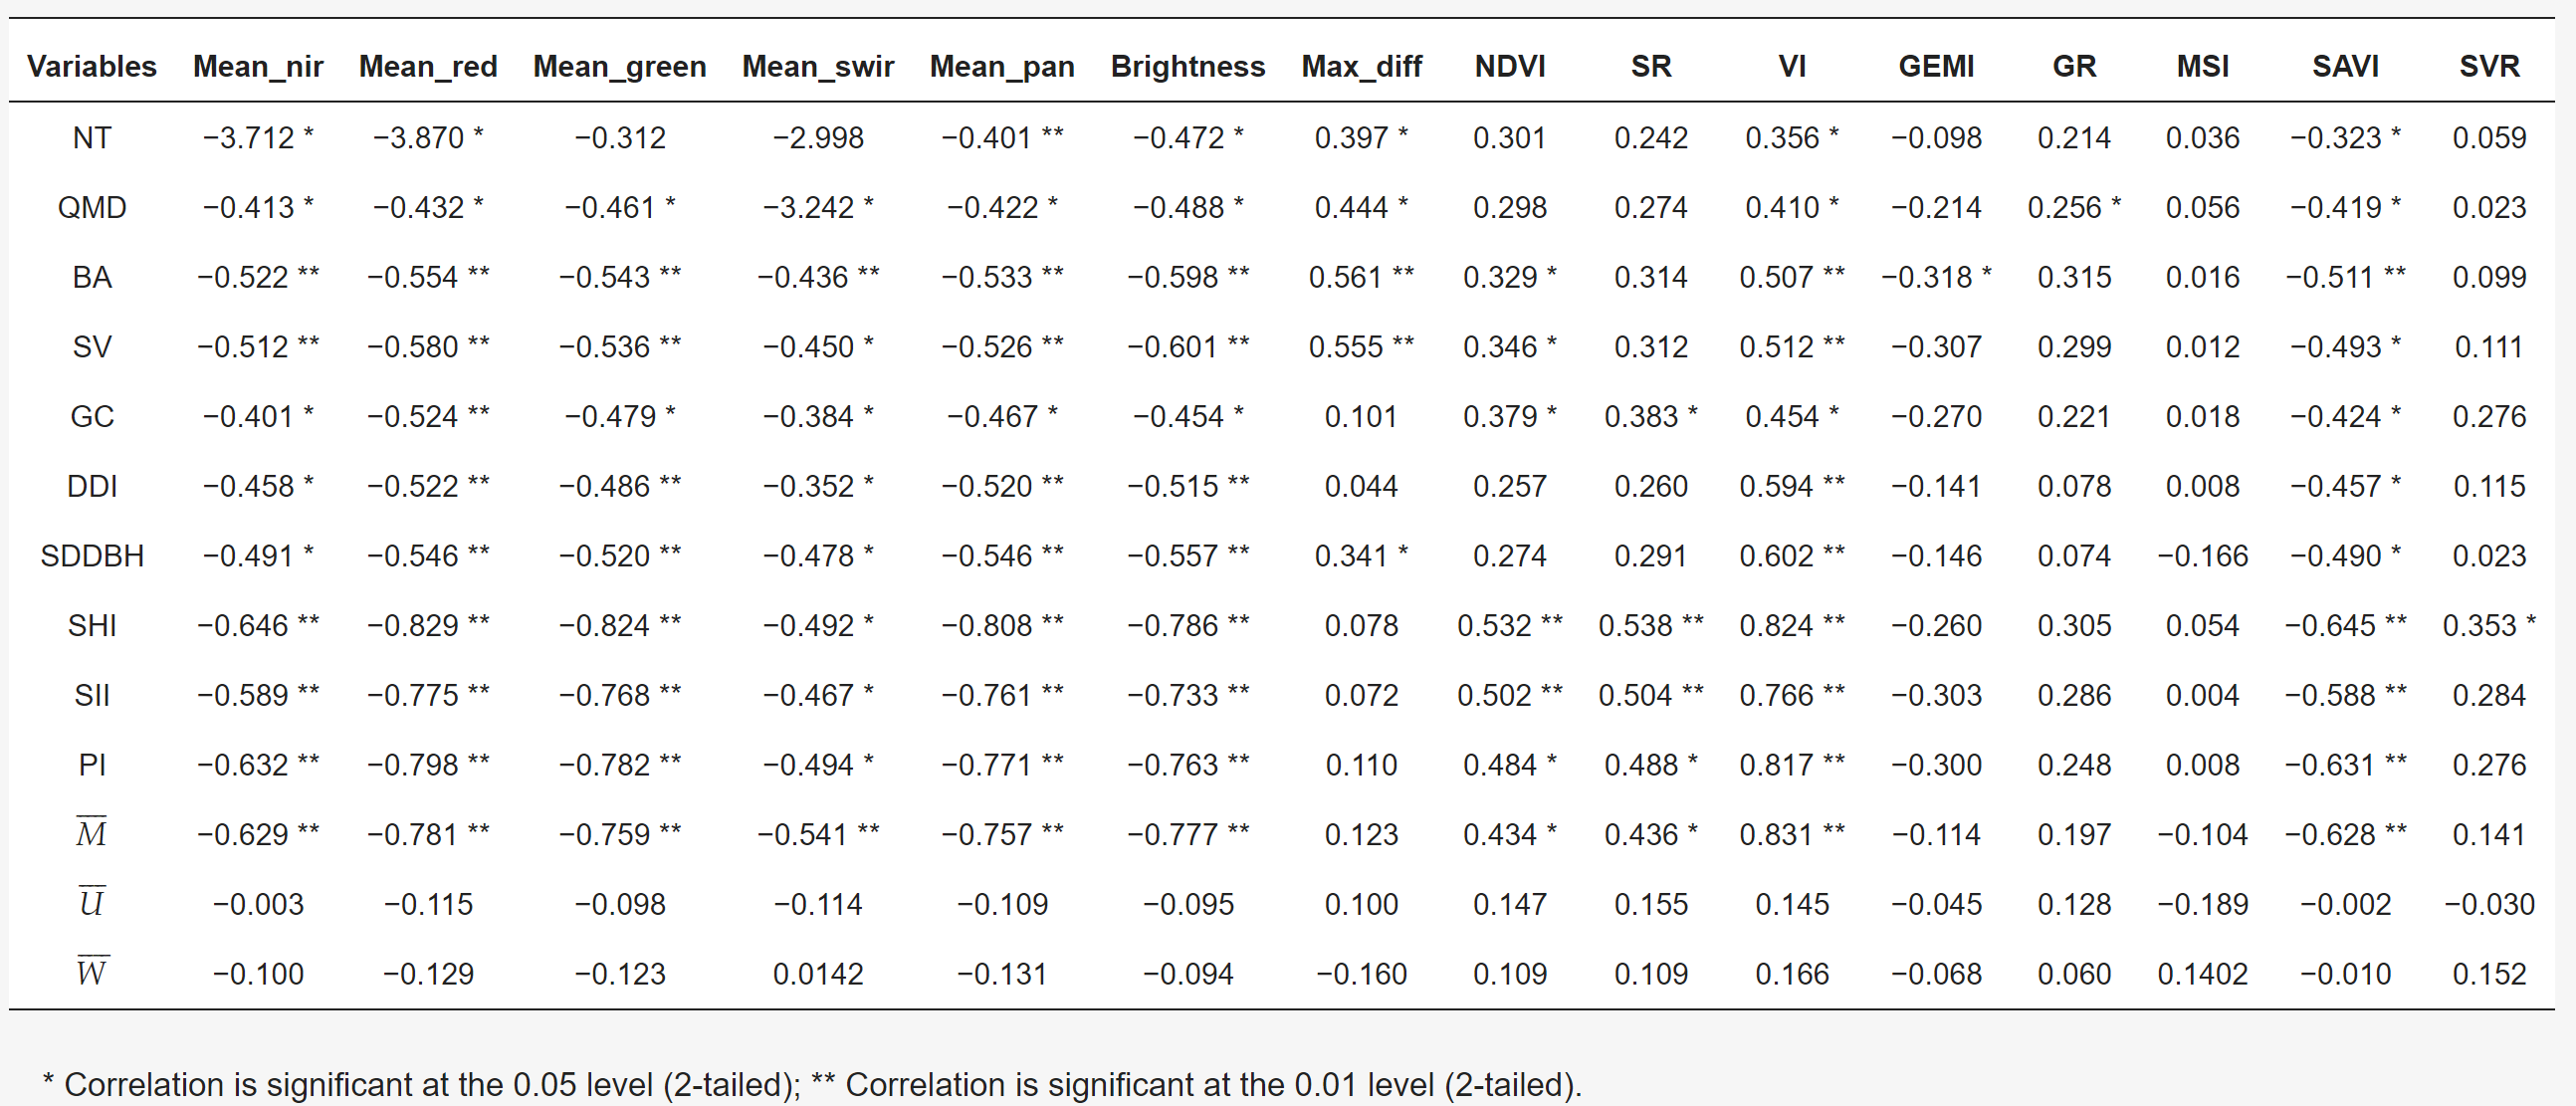 Variables Mean_nir Mean_red Mean_green Mean_swir Mean_pan Brightness Max_diff NDVI SR VI GEMI GR MSI SAVI SVR
NT −3.712 * −3.870 * −0.312 −2.998 −0.401 ** −0.472 * 0.397 * 0.301 0.242 0.356 * −0.098 0.214 0.036 −0.323 * 0.059
QMD −0.413 * −0.432 * −0.461 * −3.242 * −0.422 * −0.488 * 0.444 * 0.298 0.274 0.410 * −0.214 0.256 * 0.056 −0.419 * 0.023
BA −0.522 ** −0.554 ** −0.543 ** −0.436 ** −0.533 ** −0.598 ** 0.561 ** 0.329 * 0.314 0.507 ** −0.318 * 0.315 0.016 −0.511 ** 0.099
SV −0.512 ** −0.580 ** −0.536 ** −0.450 * −0.526 ** −0.601 ** 0.555 ** 0.346 * 0.312 0.512 ** −0.307 0.299 0.012 −0.493 * 0.111
GC −0.401 * −0.524 ** −0.479 * −0.384 * −0.467 * −0.454 * 0.101 0.379 * 0.383 * 0.454 * −0.270 0.221 0.018 −0.424 * 0.276
DDI −0.458 * −0.522 ** −0.486 ** −0.352 * −0.520 ** −0.515 ** 0.044 0.257 0.260 0.594 ** −0.141 0.078 0.008 −0.457 * 0.115
SDDBH −0.491 * −0.546 ** −0.520 ** −0.478 * −0.546 ** −0.557 ** 0.341 * 0.274 0.291 0.602 ** −0.146 0.074 −0.166 −0.490 * 0.023
SHI −0.646 ** −0.829 ** −0.824 ** −0.492 * −0.808 ** −0.786 ** 0.078 0.532 ** 0.538 ** 0.824 ** −0.260 0.305 0.054 −0.645 ** 0.353 *
SII −0.589 ** −0.775 ** −0.768 ** −0.467 * −0.761 ** −0.733 ** 0.072 0.502 ** 0.504 ** 0.766 ** −0.303 0.286 0.004 −0.588 ** 0.284
PI −0.632 ** −0.798 ** −0.782 ** −0.494 * −0.771 ** −0.763 ** 0.110 0.484 * 0.488 * 0.817 ** −0.300 0.248 0.008 −0.631 ** 0.276
M̅ −0.629 ** −0.781 ** −0.759 ** −0.541 ** −0.757 ** −0.777 ** 0.123 0.434 * 0.436 * 0.831 ** −0.114 0.197 −0.104 −0.628 ** 0.141
U̅ −0.003 −0.115 −0.098 −0.114 −0.109 −0.095 0.100 0.147 0.155 0.145 −0.045 0.128 −0.189 −0.002 −0.030
W̅ −0.100 −0.129 −0.123 0.0142 −0.131 −0.094 −0.160 0.109 0.109 0.166 −0.068 0.060 0.1402 −0.010 0.152
* Correlation is significant at the 0.05 level (2-tailed); ** Correlation is significant at the 0.01 level (2-tailed).